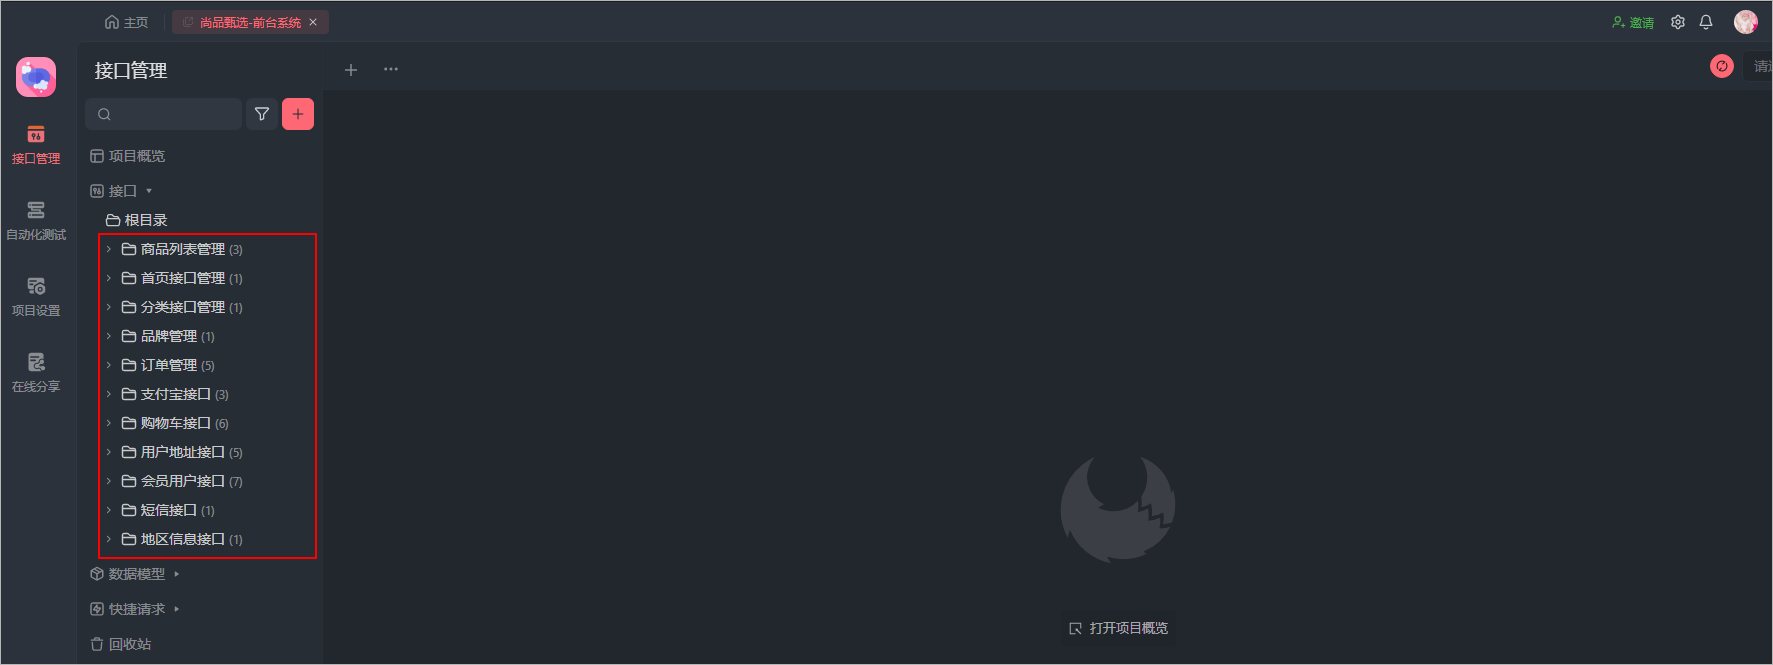 主页
尚品甄选-前台系统
邀请
接口管理
请选
接口管理
自动化测试
项目设置
在线分享
项目概览
接口
根目录
商品列表管理 (3)
首页接口管理 (1)
分类接口管理 (1)
品牌管理 (1)
订单管理 (5)
支付宝接口 (3)
购物车接口 (6)
用户地址接口 (5)
会员用户接口 (7)
短信接口 (1)
地区信息接口 (1)
数据模型
快捷请求
回收站
打开项目概览